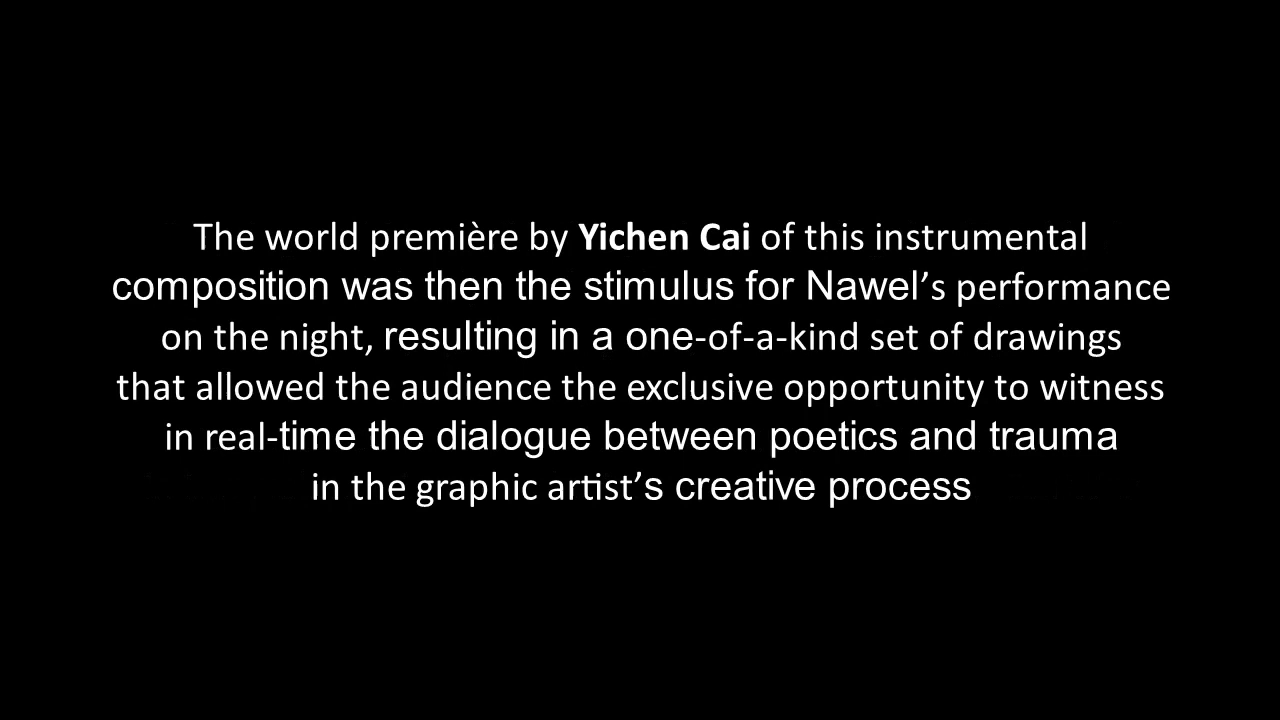 The world première by Yichen Cai of this instrumental
composition was then the stimulus for Nawel’s performance
on the night, resulting in a one-of-a-kind set of drawings
that allowed the audience the exclusive opportunity to witness
in real-time the dialogue between poetics and trauma
in the graphic artist’s creative process